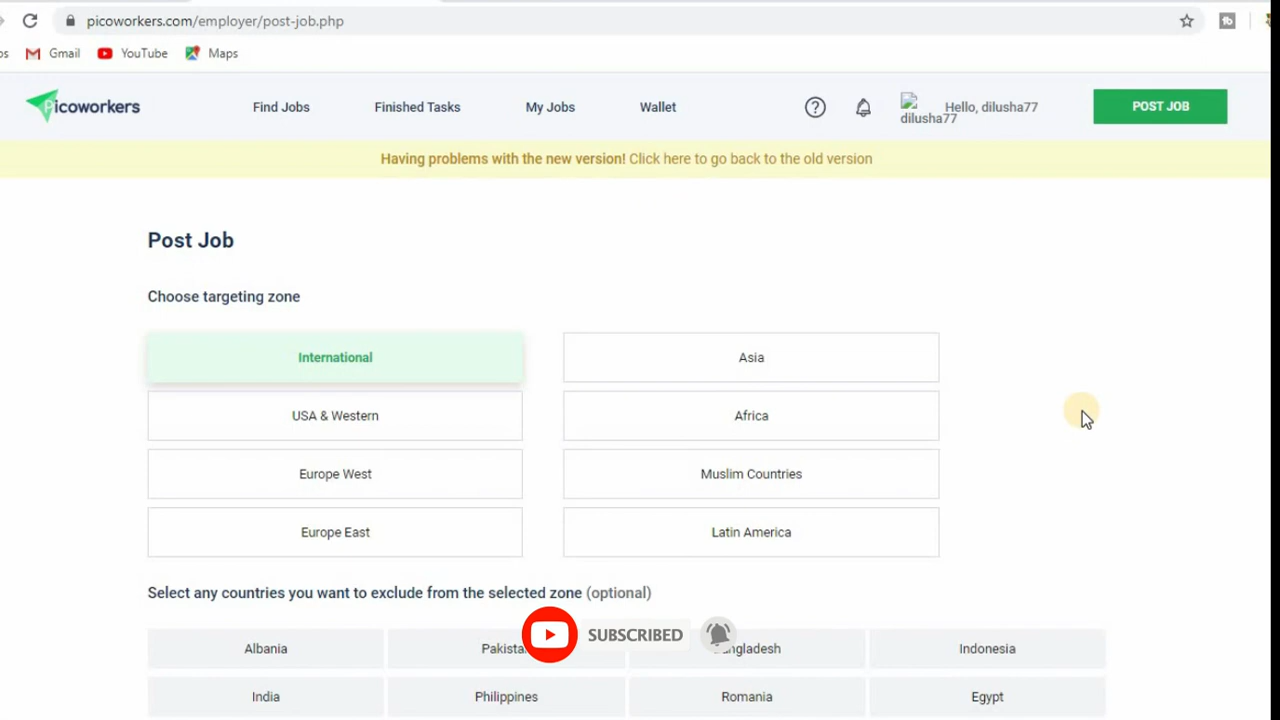 picoworkers.com/employer/post-job.php
Gmail YouTube Maps
Picoworkers Find Jobs Finished Tasks My Jobs Wallet dilusha77 Hello, dilusha77 POST JOB
Having problems with the new version! Click here to go back to the old version
Post Job
Choose targeting zone
International Asia
USA & Western Africa
Europe West Muslim Countries
Europe East Latin America
Select any countries you want to exclude from the selected zone (optional)
SUBSCRIBED
Albania Indonesia
India Philippines Romania Egypt